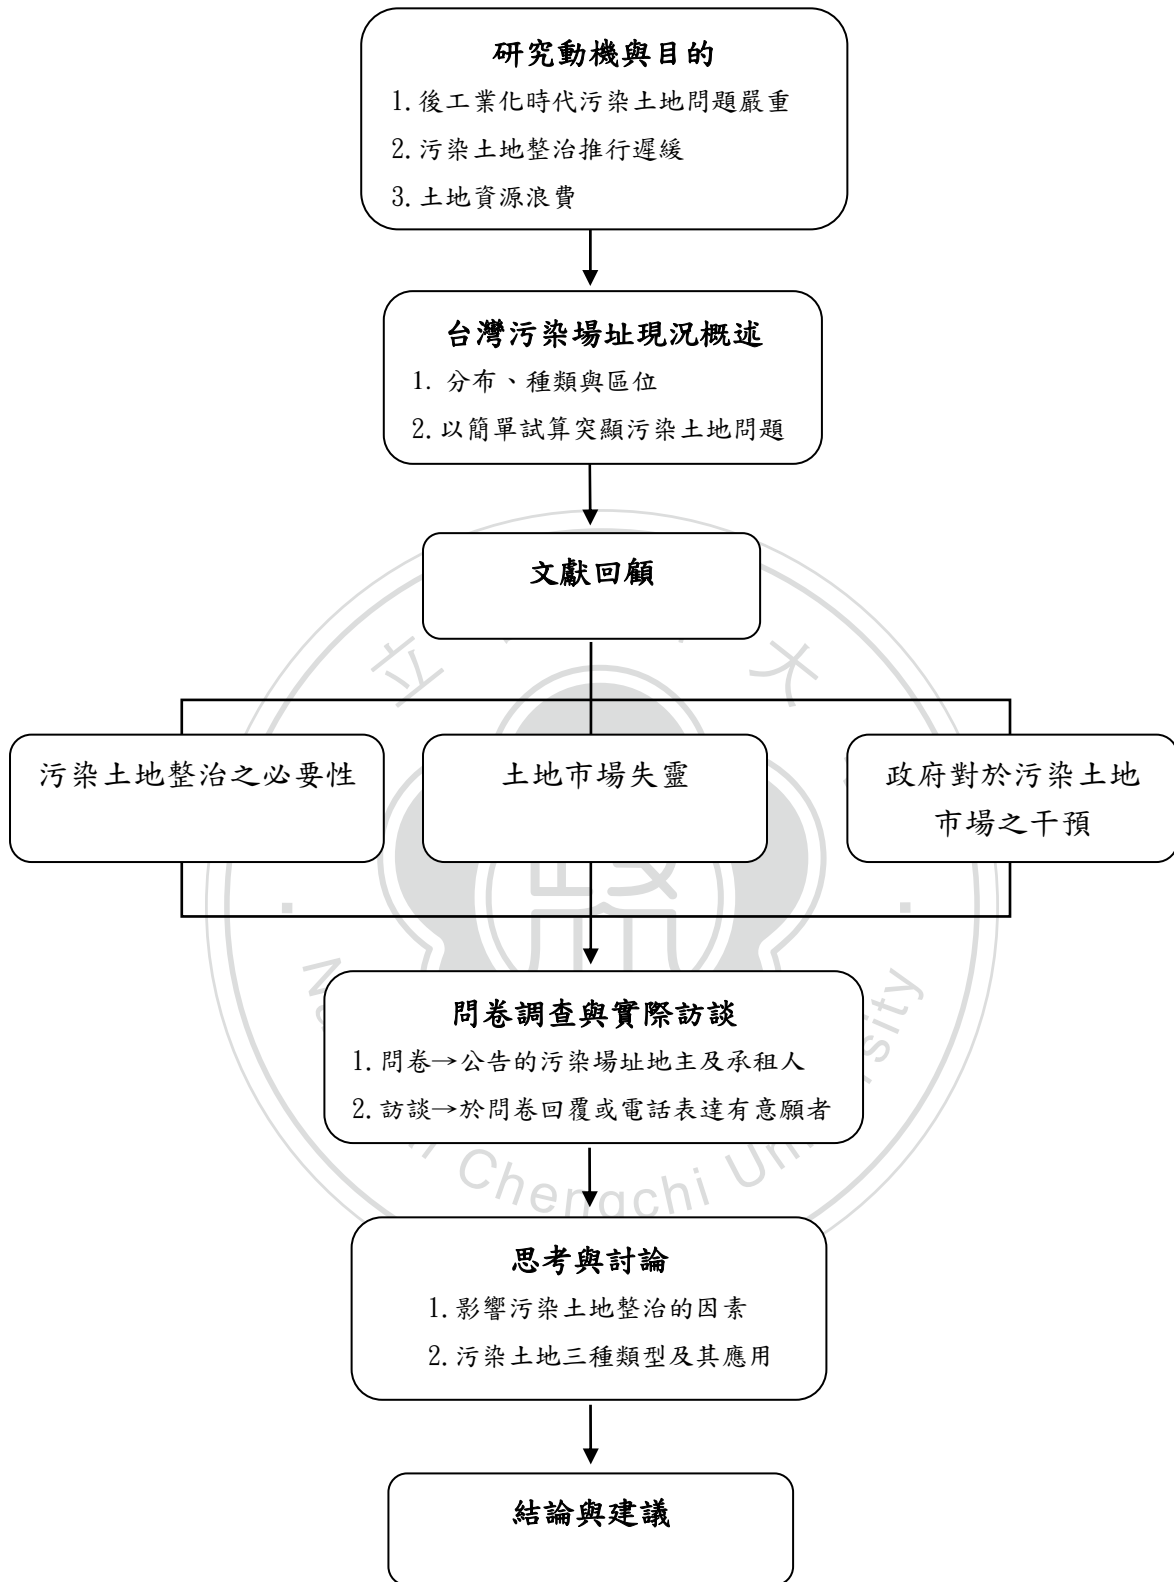 研究動機與目的
1.後工業化時代污染土地問題嚴重
2.污染土地整治推行遲緩
3.土地資源浪費
台灣污染場址現況概述
1. 分布、種類與區位
2.以簡單試算突顯污染土地問題
文獻回顧
立
大
污染土地整治之必要性
土地市場失靈
政府對於污染土地
市場之干預
問卷調查與實際訪談
1.問卷→公告的污染場址地主及承租人
2.訪談→於問卷回覆或電話表達有意願者
Chengchi
思考與討論
1.影響污染土地整治的因素
2.污染土地三種類型及其應用
結論與建議